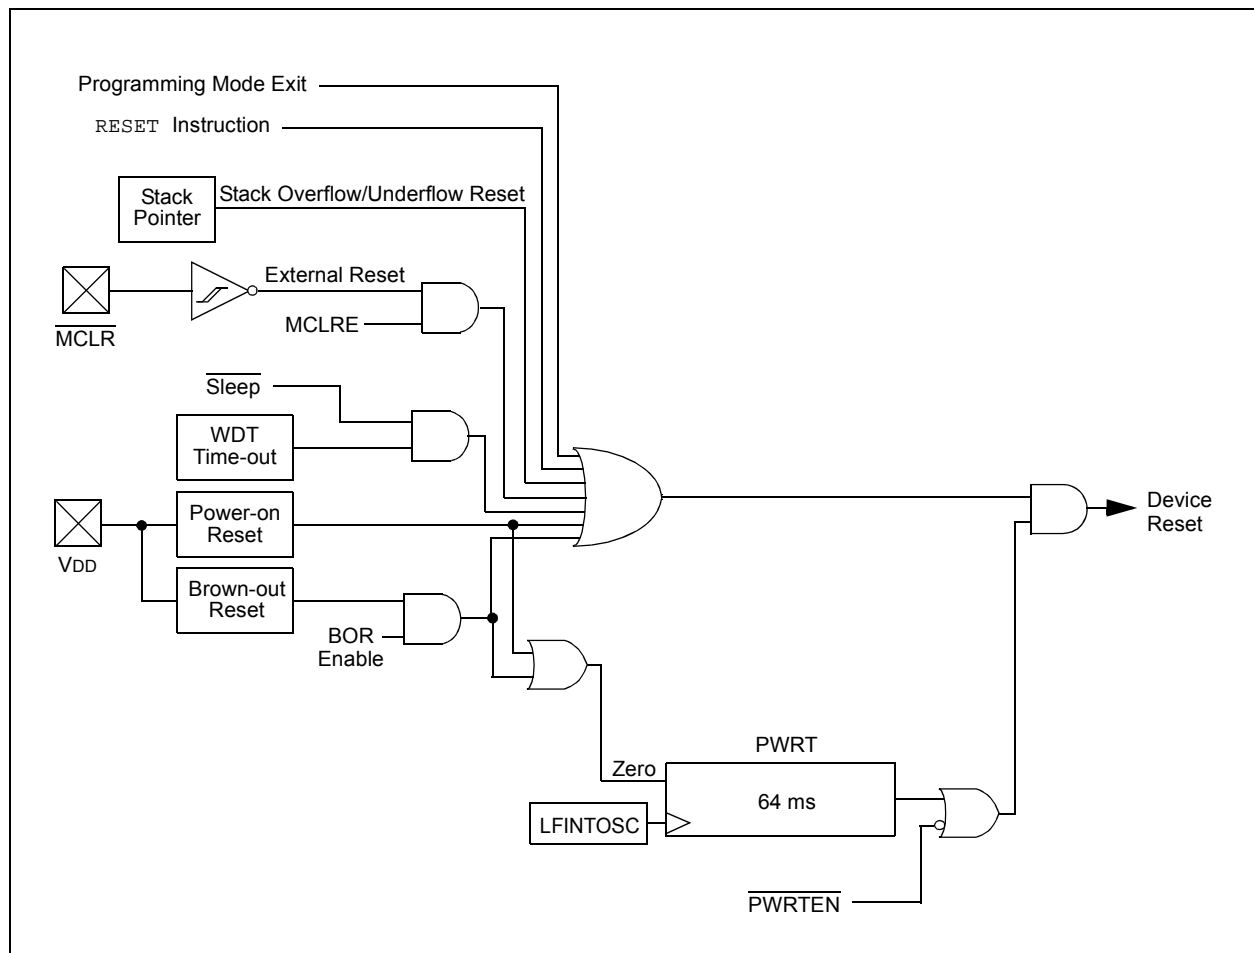 Programming Mode Exit
RESET Instruction
Stack
Pointer
Stack Overflow/Underflow Reset
External Reset
MCLR
MCLRE
Sleep
WDT
Time-out
Power-on
Reset
VDD
Brown-out
Reset
BOR
Enable
Device
Reset
PWRT
Zero
64 ms
LFINTOSC
PWRTEN